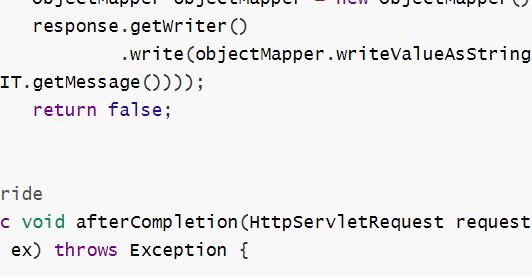 objectMapper objectMapper = new objectMapper()
response.getWriter()
.write(objectMapper.writeValueAsString
IT.getMessage())));
return false;
ride
c void afterCompletion(HttpServletRequest request
ex) throws Exception {